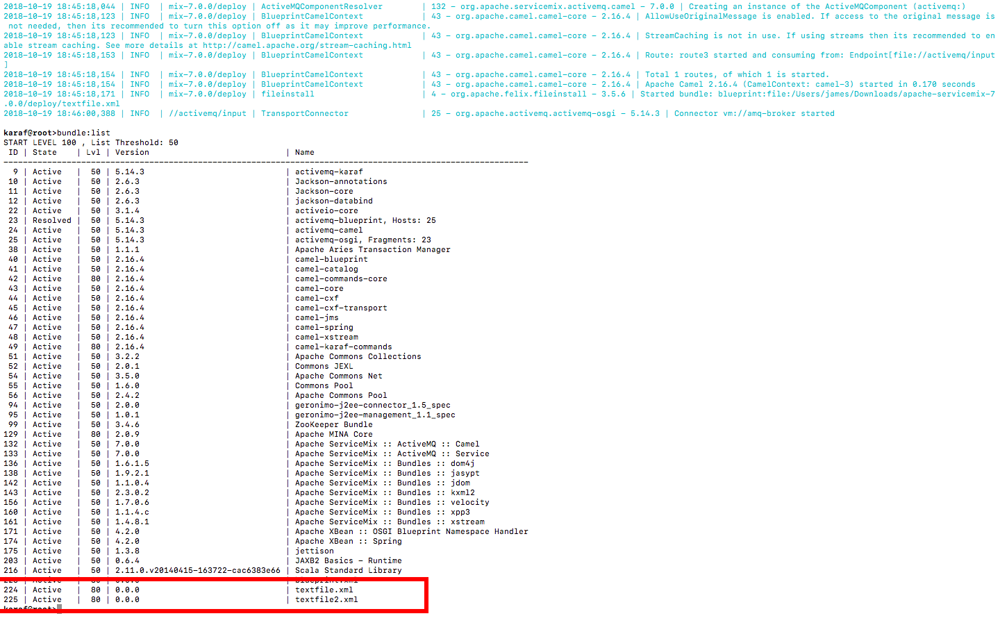 2018-10-19 18:45:18,044 | INFO  | mix-7.0.0/deploy | ActiveMQComponentResolver        | 132 - org.apache.servicemix.activemq.camel - 7.0.0 | Creating an instance of the ActiveMQComponent (activemq:)
2018-10-19 18:45:18,123 | INFO  | mix-7.0.0/deploy | BlueprintCamelContext            | 43 - org.apache.camel.camel-core - 2.16.4 | AllowUseOriginalMessage is enabled. If access to the original message is
 not needed, then its recommended to turn this option off as it may improve performance.
2018-10-19 18:45:18,123 | INFO  | mix-7.0.0/deploy | BlueprintCamelContext            | 43 - org.apache.camel.camel-core - 2.16.4 | StreamCaching is not in use. If using streams then its recommended to en
able stream caching. See more details at http://camel.apache.org/stream-caching.html
2018-10-19 18:45:18,153 | INFO  | mix-7.0.0/deploy | BlueprintCamelContext            | 43 - org.apache.camel.camel-core - 2.16.4 | Route: route3 started and consuming from: Endpoint[file://activemq/input
]
2018-10-19 18:45:18,154 | INFO  | mix-7.0.0/deploy | BlueprintCamelContext            | 43 - org.apache.camel.camel-core - 2.16.4 | Total 1 routes, of which 1 is started.
2018-10-19 18:45:18,154 | INFO  | mix-7.0.0/deploy | BlueprintCamelContext            | 43 - org.apache.camel.camel-core - 2.16.4 | Apache Camel 2.16.4 (CamelContext: camel-3) started in 0.170 seconds
2018-10-19 18:45:18,171 | INFO  | mix-7.0.0/deploy | fileinstall                      | 4 - org.apache.felix.fileinstall - 3.5.6 | Started bundle: blueprint:file:/Users/james/Downloads/apache-servicemix-7
.0.0/deploy/textfile.xml
2018-10-19 18:46:00,388 | INFO  | //activemq/input | TransportConnector               | 25 - org.apache.activemq.activemq-osgi - 5.14.3 | Connector vm://amq-broker started
karaf@root>bundle:list
START LEVEL 100 , List Threshold: 50
 ID | State    | Lvl | Version                            | Name
------------------------------------------------------------------------------------------------------------
  9 | Active   |  50 | 5.14.3                             | activemq-karaf
 10 | Active   |  50 | 2.6.3                              | Jackson-annotations
 11 | Active   |  50 | 2.6.3                              | Jackson-core
 12 | Active   |  50 | 2.6.3                              | jackson-databind
 22 | Active   |  50 | 3.1.4                              | activeio-core
 23 | Resolved |  50 | 5.14.3                             | activemq-blueprint, Hosts: 25
 24 | Active   |  50 | 5.14.3                             | activemq-camel
 25 | Active   |  50 | 5.14.3                             | activemq-osgi, Fragments: 23
 38 | Active   |  50 | 1.1.1                              | Apache Aries Transaction Manager
 40 | Active   |  50 | 2.16.4                             | camel-blueprint
 41 | Active   |  50 | 2.16.4                             | camel-catalog
 42 | Active   |  80 | 2.16.4                             | camel-commands-core
 43 | Active   |  50 | 2.16.4                             | camel-core
 44 | Active   |  50 | 2.16.4                             | camel-cxf
 45 | Active   |  50 | 2.16.4                             | camel-cxf-transport
 46 | Active   |  50 | 2.16.4                             | camel-jms
 47 | Active   |  50 | 2.16.4                             | camel-spring
 48 | Active   |  50 | 2.16.4                             | camel-xstream
 49 | Active   |  80 | 2.16.4                             | camel-karaf-commands
 51 | Active   |  50 | 3.2.2                              | Apache Commons Collections
 52 | Active   |  50 | 2.0.1                              | Commons JEXL
 54 | Active   |  50 | 3.5.0                              | Apache Commons Net
 55 | Active   |  50 | 1.6.0                              | Commons Pool
 56 | Active   |  50 | 2.4.2                              | Apache Commons Pool
 94 | Active   |  50 | 2.0.0                              | geronimo-j2ee-connector_1.5_spec
 95 | Active   |  50 | 1.0.1                              | geronimo-j2ee-management_1.1_spec
 99 | Active   |  50 | 3.4.6                              | ZooKeeper Bundle
129 | Active   |  80 | 2.0.9                              | Apache MINA Core
132 | Active   |  50 | 7.0.0                              | Apache ServiceMix :: ActiveMQ :: Camel
133 | Active   |  50 | 7.0.0                              | Apache ServiceMix :: ActiveMQ :: Service
136 | Active   |  50 | 1.6.1.5                            | Apache ServiceMix :: Bundles :: dom4j
138 | Active   |  50 | 1.9.2.1                            | Apache ServiceMix :: Bundles :: jasypt
142 | Active   |  50 | 1.1.0.4                            | Apache ServiceMix :: Bundles :: jdom
143 | Active   |  50 | 2.3.0.2                            | Apache ServiceMix :: Bundles :: kxml2
156 | Active   |  50 | 1.7.0.6                            | Apache ServiceMix :: Bundles :: velocity
160 | Active   |  50 | 1.1.4.c                            | Apache ServiceMix :: Bundles :: xpp3
161 | Active   |  50 | 1.4.8.1                            | Apache ServiceMix :: Bundles :: xstream
171 | Active   |  50 | 4.2.0                              | Apache XBean :: OSGI Blueprint Namespace Handler
174 | Active   |  50 | 4.2.0                              | Apache XBean :: Spring
175 | Active   |  50 | 1.3.8                              | jettison
203 | Active   |  50 | 0.6.4                              | JAXB2 Basics - Runtime
216 | Active   |  50 | 2.11.0.v20140415-163722-cac6383e66 | Scala Standard Library
blueprint.xml
224 | Active   |  80 | 0.0.0                              | textfile.xml
225 | Active   |  80 | 0.0.0                              | textfile2.xml
karaf@root>